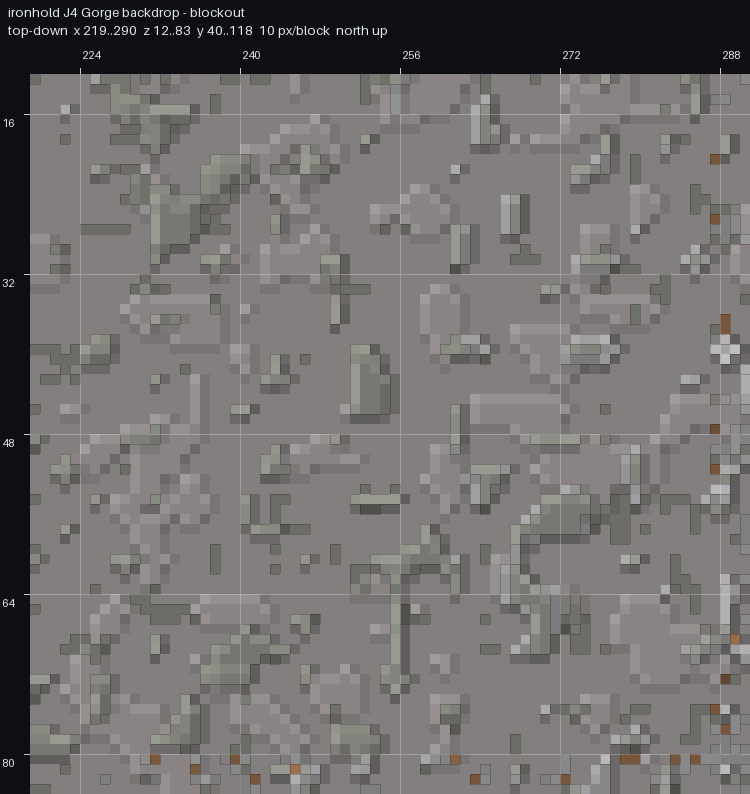 ironhold J4 Gorge backdrop - blockout
top-down  x 219..290  z 12..83  y 40..118  10 px/block  north up
224 240 256 272 288
16
32
48
64
80